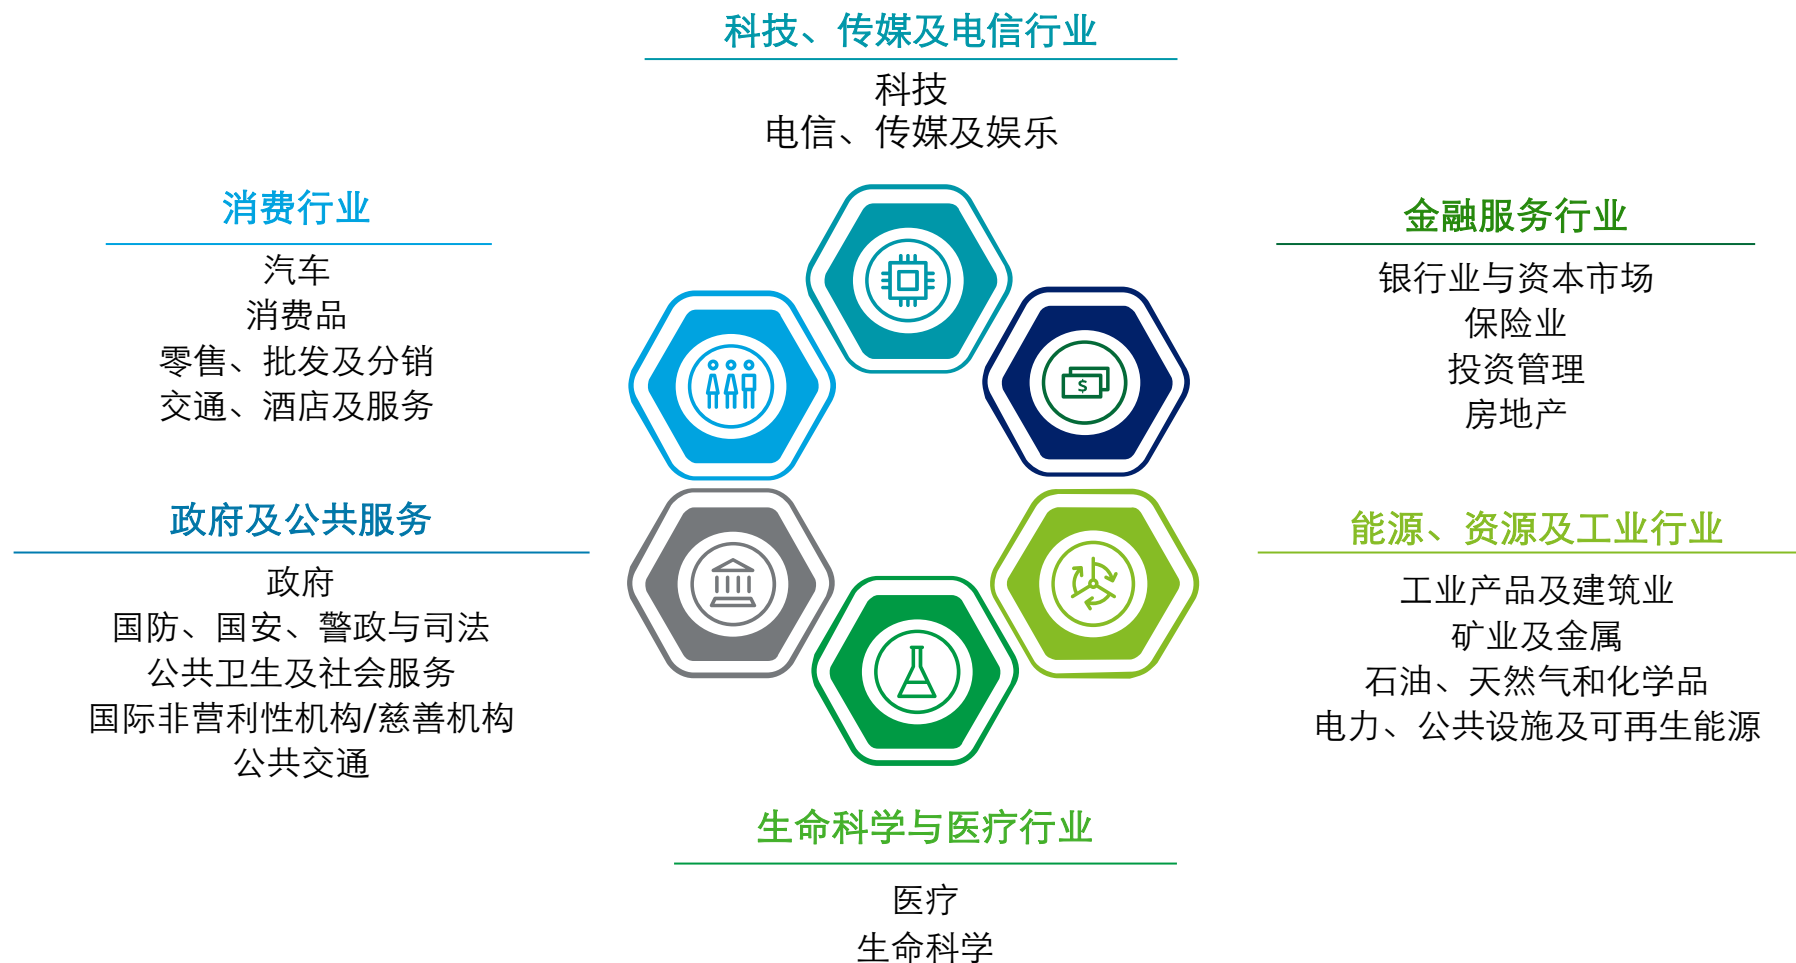 科技、传媒及电信行业
科技
电信、传媒及娱乐
消费行业
汽车
消费品
零售、批发及分销
交通、酒店及服务
金融服务行业
银行业与资本市场
保险业
投资管理
房地产
$
政府及公共服务
政府
国防、国安、警政与司法
公共卫生及社会服务
国际非营利性机构/慈善机构
公共交通
能源、资源及工业行业
工业产品及建筑业
矿业及金属
石油、天然气和化学品
电力、公共设施及可再生能源
生命科学与医疗行业
医疗
生命科学